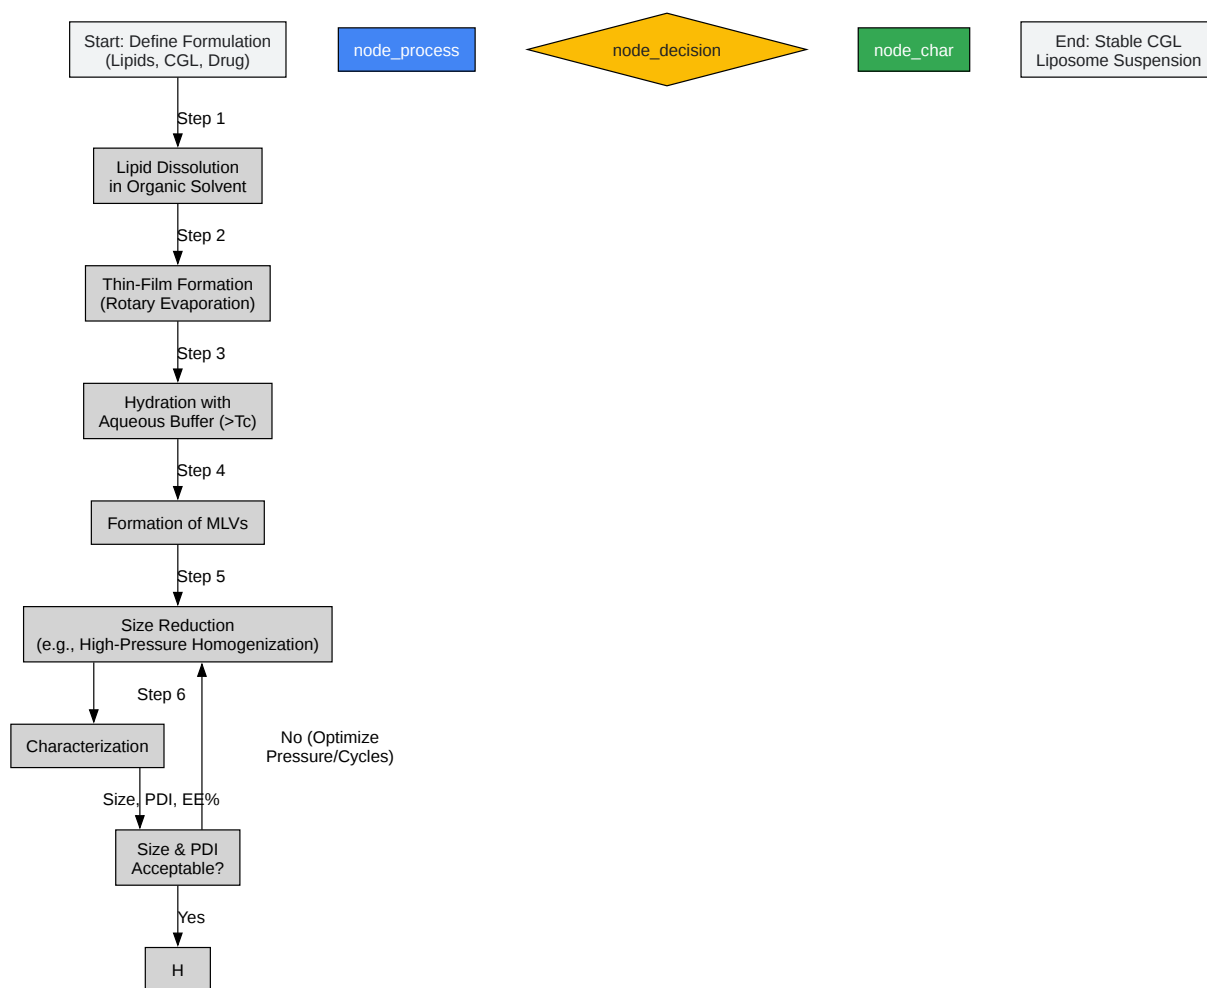 Start: Define Formulation
(Lipids, CGL, Drug)
node_process
node_decision
node_char
End: Stable CGL
Liposome Suspension
Step 1
Lipid Dissolution
in Organic Solvent
Step 2
Thin-Film Formation
(Rotary Evaporation)
Step 3
Hydration with
Aqueous Buffer (>Tc)
Step 4
Formation of MLVs
Step 5
Size Reduction
(e.g., High-Pressure Homogenization)
Step 6
Characterization
No (Optimize
Pressure/Cycles)
Size, PDI, EE%
Size & PDI
Acceptable?
Yes
H